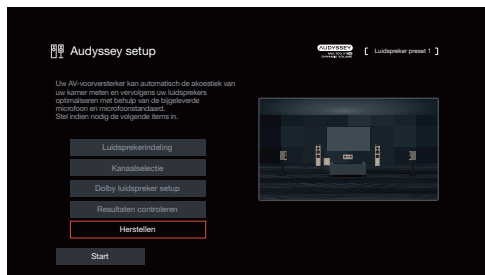 Audyssey setup
AUDYSSEY
DYNAMIC VOLUME
[ Luidspreker preset 1 ]
Uw AV-voorversterker kan automatisch de akoestiek van
uw kamer meten en vervolgens uw luidsprekers
optimaliseren met behulp van de bijgeleverde
microfoon en microfoonstandaard.
Stel indien nodig de volgende items in.
Luidsprekerindeling
Kanaalselectie
Dolby luidspreker setup
Resultaten controleren
Herstellen
Start